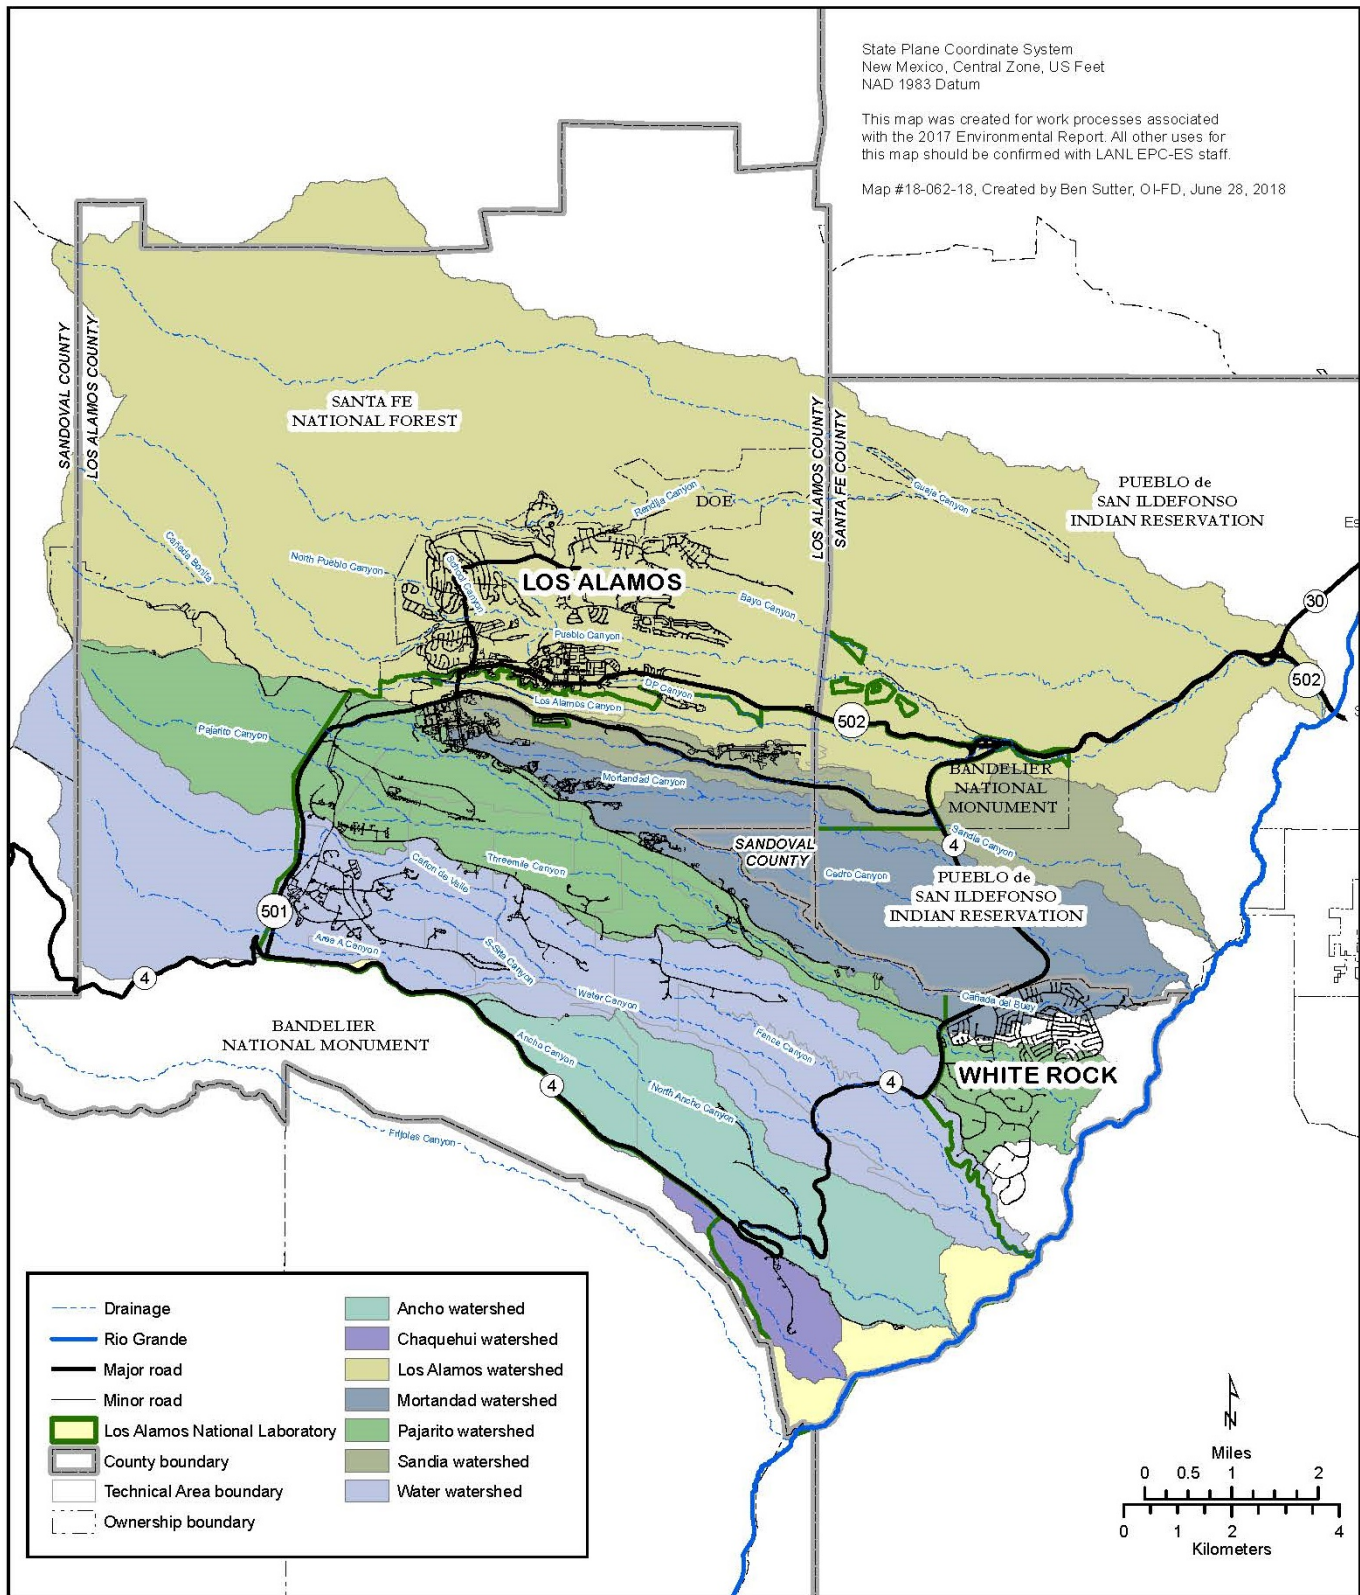 State Plane Coordinate System
New Mexico, Central Zone, US Feet
NAD 1983 Datum
This map was created for work processes associated
with the 2017 Environmental Report. All other uses for
this map should be confirmed with LANL EPC-ES staff.
Map #18-062-18, Created by Ben Sutter, OI-FD, June 28, 2018
SANDOVAL COUNTY
LOS ALAMOS COUNTY
SANTA FE
NATIONAL FOREST
LOS ALAMOS COUNTY
SANTA FE COUNTY
PUEBLO de
SAN ILDEFONSO
INDIAN RESERVATION
Es
Guaje Canyon
DOE
Rendija Canyon
Cañada Bonita
North Pueblo Canyon
School Canyon
LOS ALAMOS
Bayo Canyon
30
Pueblo Canyon
502
DP Canyon
Los Alamos Canyon
502
Pajarito Canyon
Mortandad Canyon
BANDELIER
NATIONAL
MONUMENT
Sandia Canyon
4
SANDOVAL
COUNTY
Threemile Canyon
Cañon de Valle
Cedro Canyon
PUEBLO de
SAN ILDEFONSO
INDIAN RESERVATION
501
Area A Canyon
S-Site Canyon
4
Water Canyon
Cañada del Buey
BANDELIER
NATIONAL MONUMENT
Ancho Canyon
Fence Canyon
4
4
WHITE ROCK
North Ancho Canyon
Frijoles Canyon
Drainage
Rio Grande
Major road
Minor road
Los Alamos National Laboratory
County boundary
Technical Area boundary
Ownership boundary
Ancho watershed
Chaquehui watershed
Los Alamos watershed
Mortandad watershed
Pajarito watershed
Sandia watershed
Water watershed
N
Miles
0 0.5 1 2
0 1 2 4
Kilometers